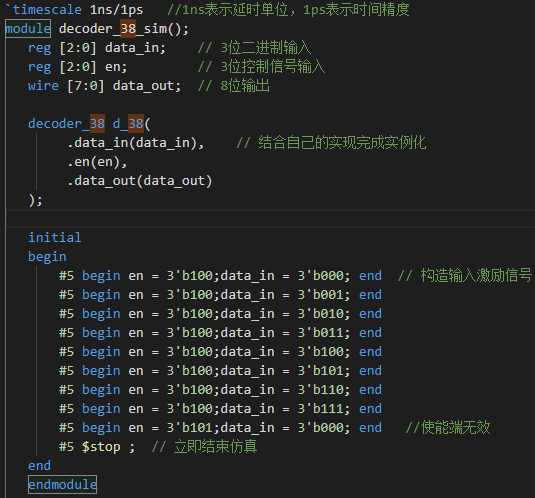 `timescale 1ns/1ps   //1ns表示延时单位，1ps表示时间精度
module decoder_38_sim();
reg [2:0] data_in;    // 3位二进制输入
reg [2:0] en;         // 3位控制信号输入
wire [7:0] data_out;  // 8位输出
decoder_38 d_38(
.data_in(data_in),    // 结合自己的实现完成实例化
.en(en),
.data_out(data_out)
);
initial
begin
#5 begin en = 3'b100;data_in = 3'b000; end  // 构造输入激励信号
#5 begin en = 3'b100;data_in = 3'b001; end
#5 begin en = 3'b100;data_in = 3'b010; end
#5 begin en = 3'b100;data_in = 3'b011; end
#5 begin en = 3'b100;data_in = 3'b100; end
#5 begin en = 3'b100;data_in = 3'b101; end
#5 begin en = 3'b100;data_in = 3'b110; end
#5 begin en = 3'b100;data_in = 3'b111; end
#5 begin en = 3'b101;data_in = 3'b000; end   //使能端无效
#5 $stop ;  // 立即结束仿真
end
endmodule